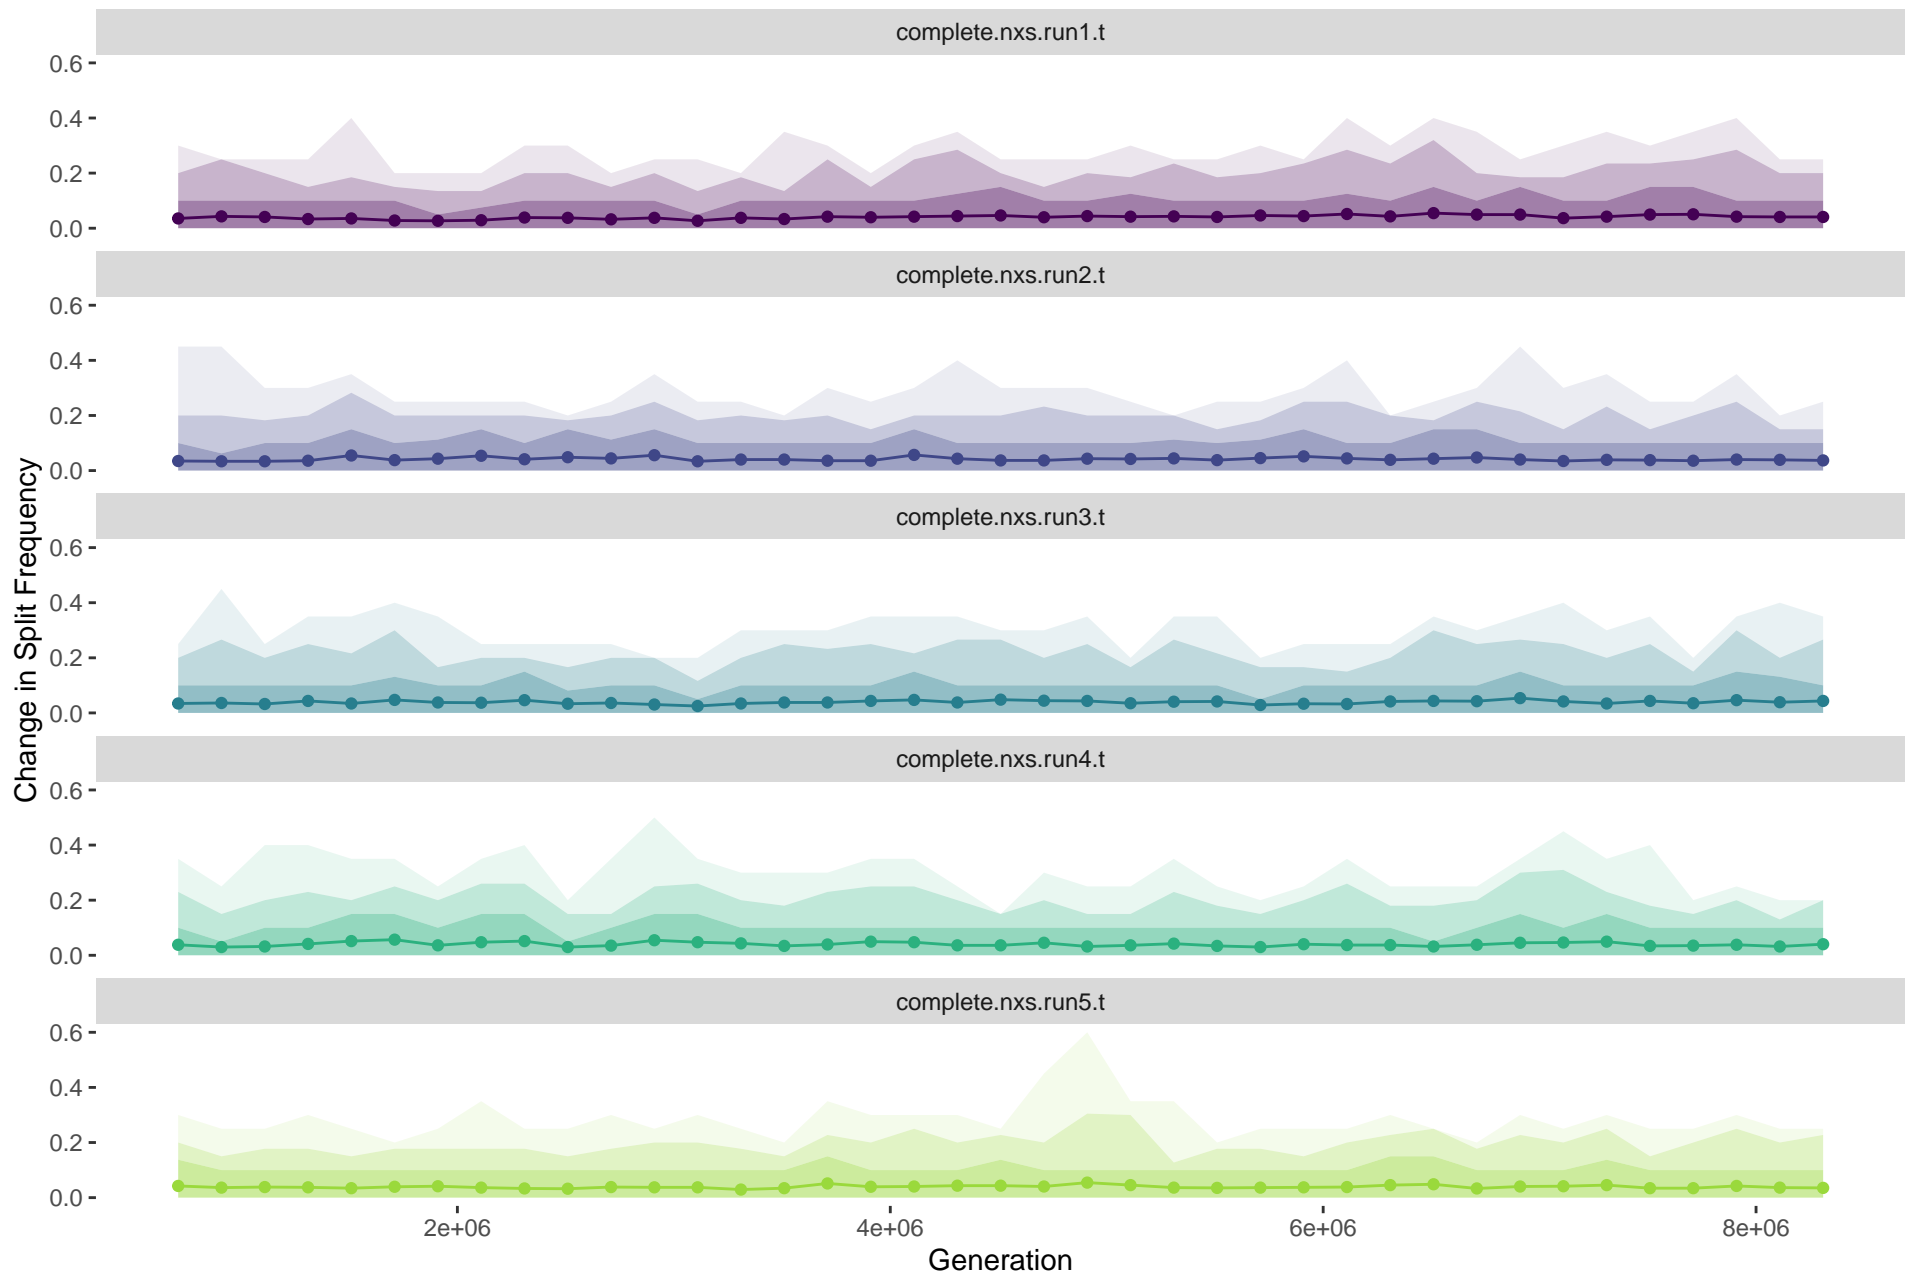 complete.nxs.run1.t
0.6
0.4
0.2
0.0
complete.nxs.run2.t
0.6
0.4
0.2
0.0
complete.nxs.run3.t
0.6
0.4
0.2
0.0
complete.nxs.run4.t
0.6
0.4
0.2
0.0
complete.nxs.run5.t
0.6
0.4
0.2
0.0
Change in Split Frequency
2e+06 4e+06 6e+06 8e+06
Generation